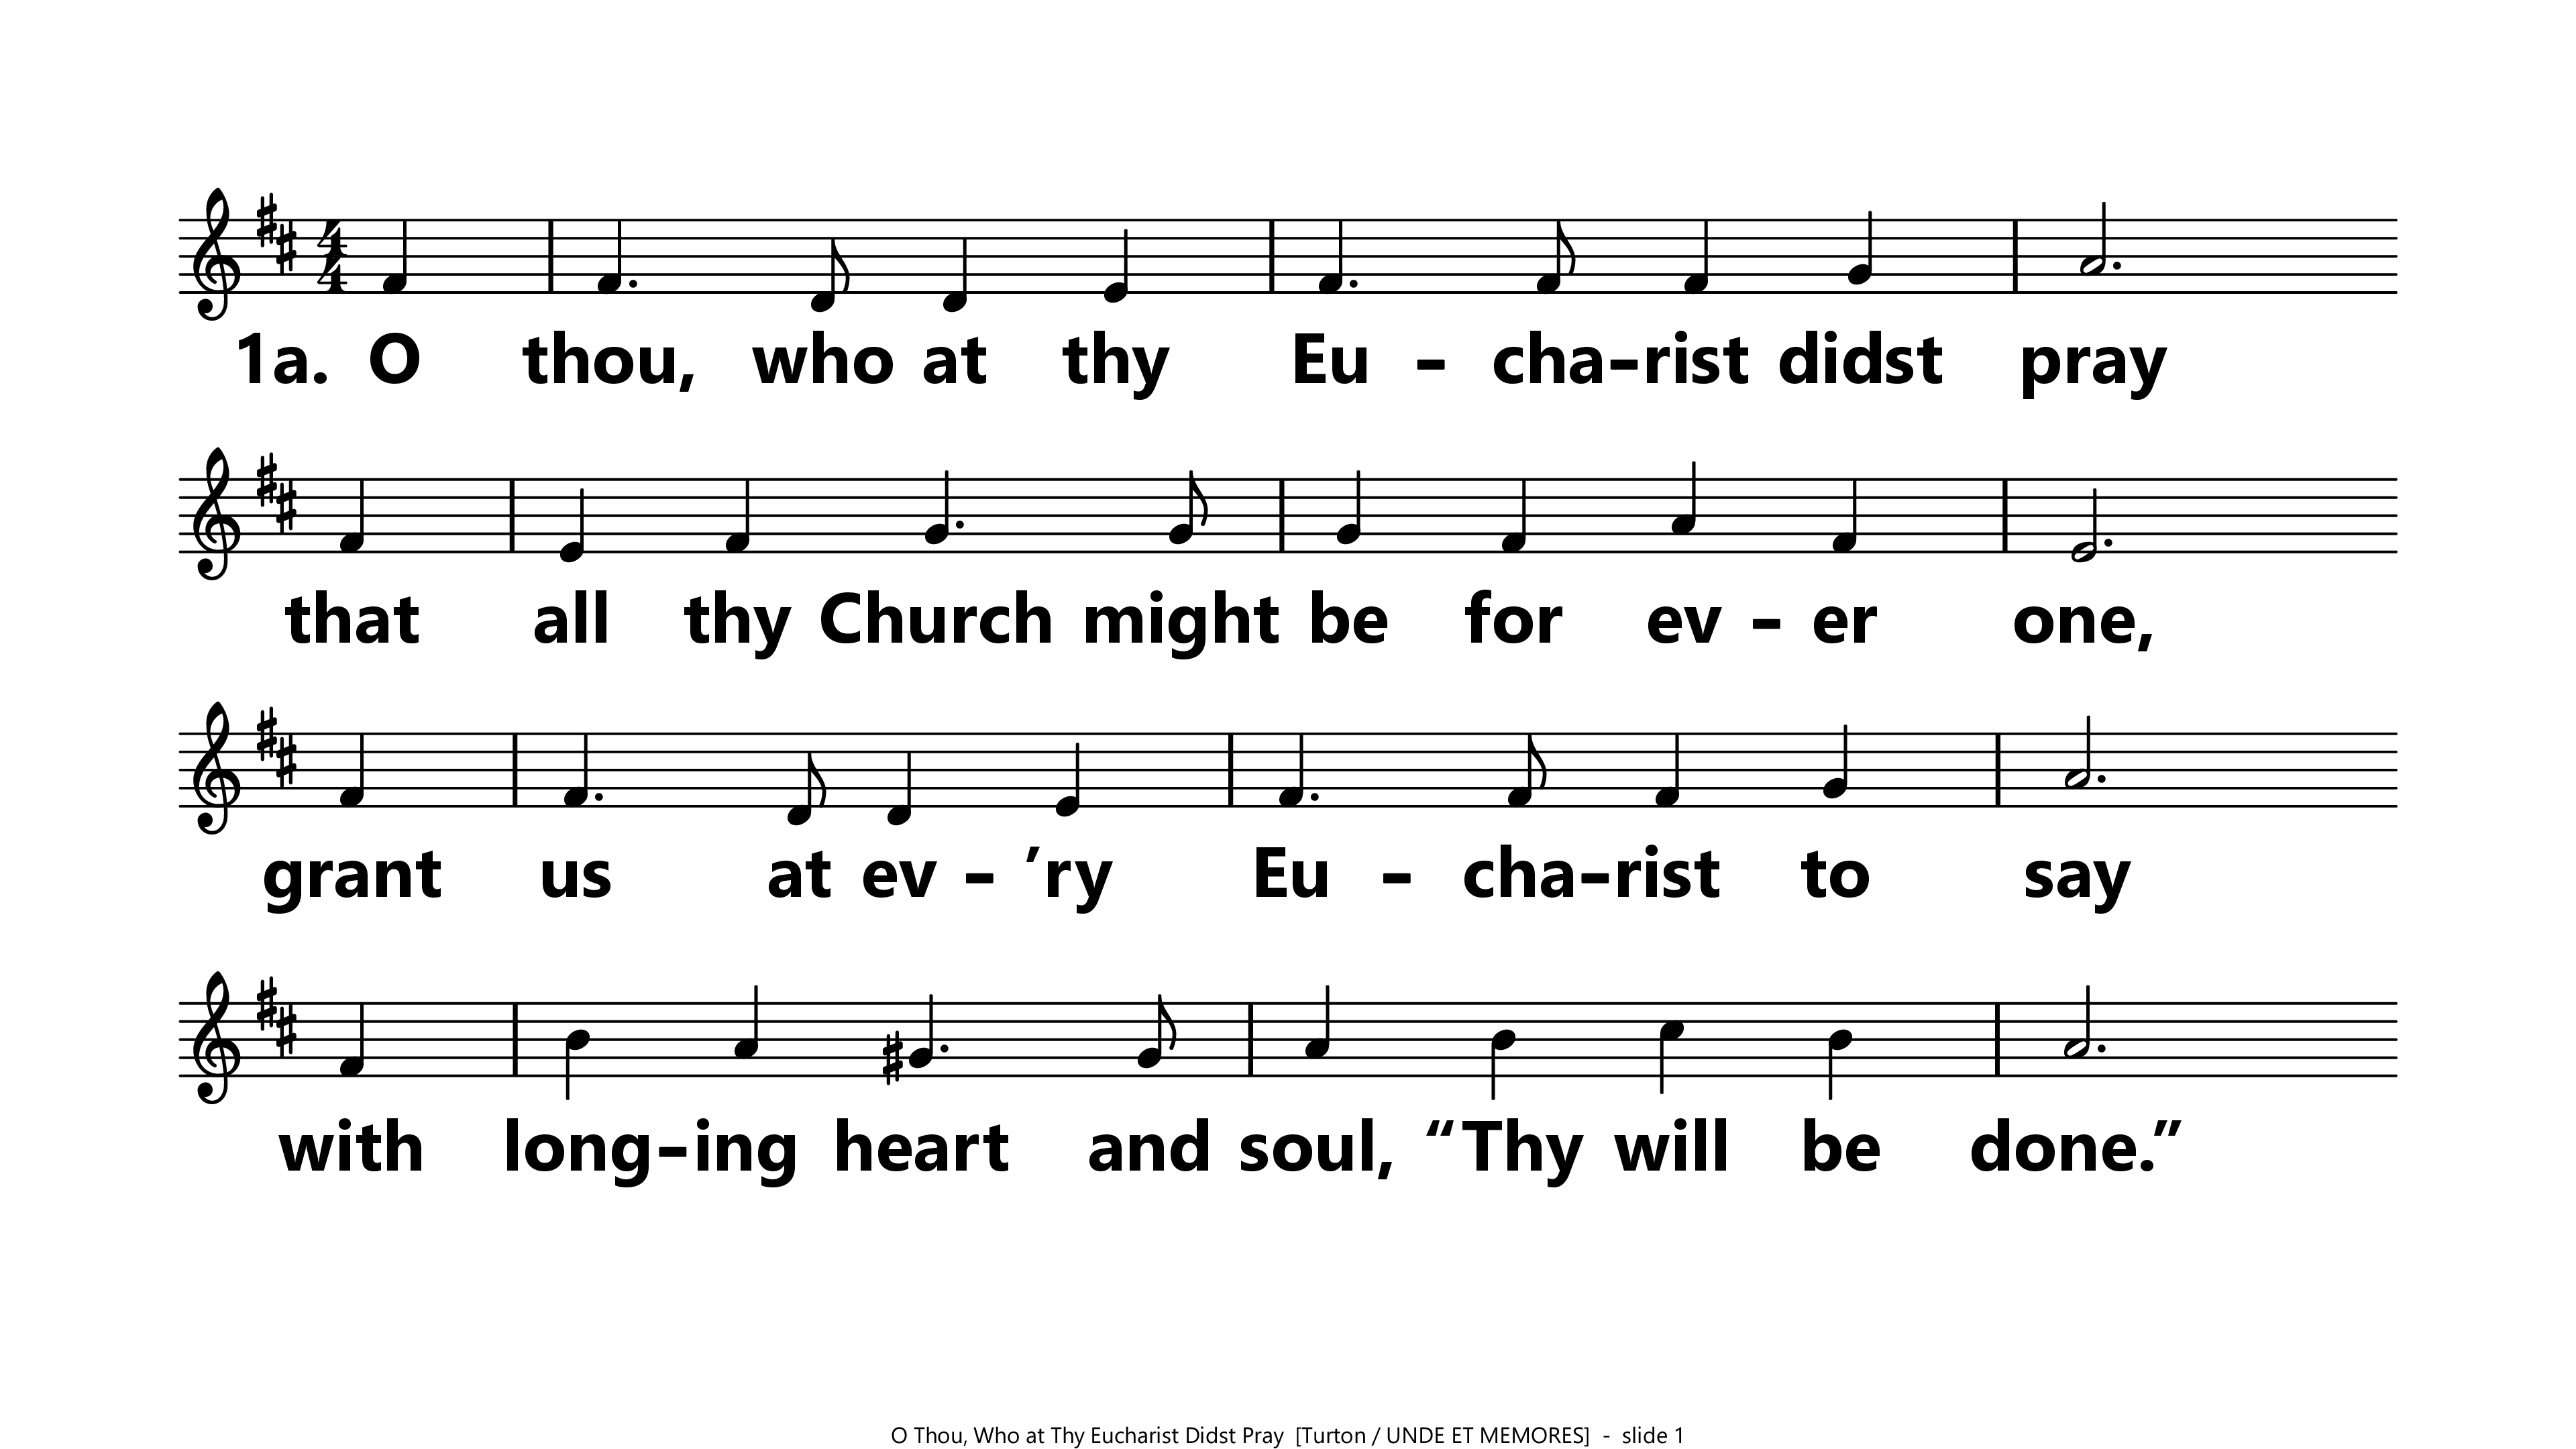 1a. O thou, who at thy Eu - cha-rist didst pray
that all thy Church might be for ev - er one,
grant us at ev - ’ry Eu - cha-rist to say
with long-ing heart and soul, “Thy will be done.”
O Thou, Who at Thy Eucharist Didst Pray [Turton / UNDE ET MEMORES] - slide 1